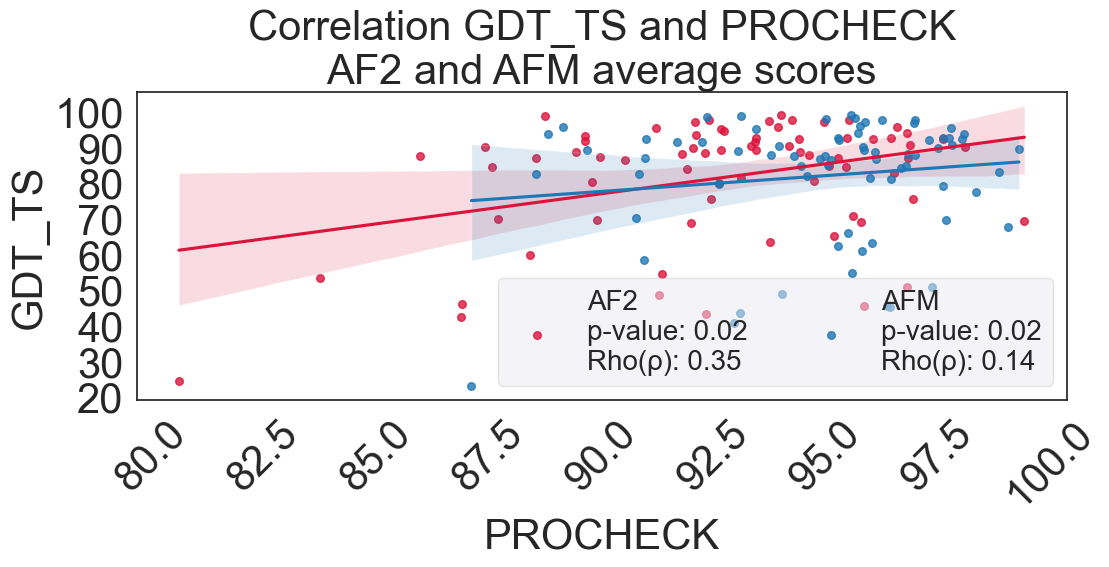 Correlation GDT_TS and PROCHECK
AF2 and AFM average scores
GDT_TS
100
90
80
70
60
50
40
30
20
AF2
p-value: 0.02
Rho(ρ): 0.35
AFM
p-value: 0.02
Rho(ρ): 0.14
80.0
82.5
85.0
87.5
90.0
92.5
95.0
97.5
100.0
PROCHECK